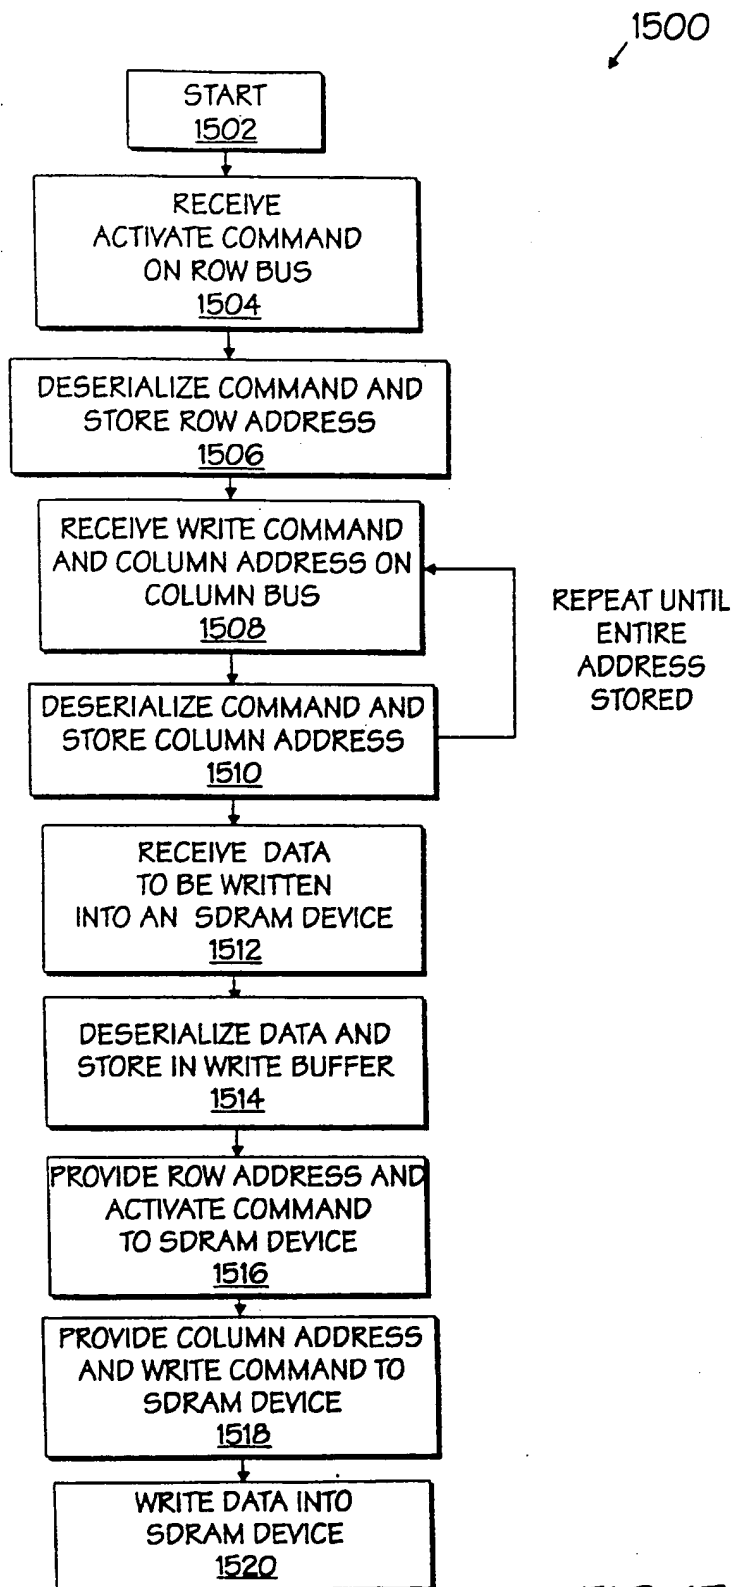 1500
START
1502
RECEIVE
ACTIVATE COMMAND
ON ROW BUS
1504
DESERIALIZE COMMAND AND
STORE ROW ADDRESS
1506
RECEIVE WRITE COMMAND
AND COLUMN ADDRESS ON
COLUMN BUS
1508
REPEAT UNTIL
ENTIRE
ADDRESS
STORED
DESERIALIZE COMMAND AND
STORE COLUMN ADDRESS
1510
RECEIVE DATA
TO BE WRITTEN
INTO AN SDRAM DEVICE
1512
DESERIALIZE DATA AND
STORE IN WRITE BUFFER
1514
PROVIDE ROW ADDRESS AND
ACTIVATE COMMAND
TO SDRAM DEVICE
1516
PROVIDE COLUMN ADDRESS
AND WRITE COMMAND TO
SDRAM DEVICE
1518
WRITE DATA INTO
SDRAM DEVICE
1520